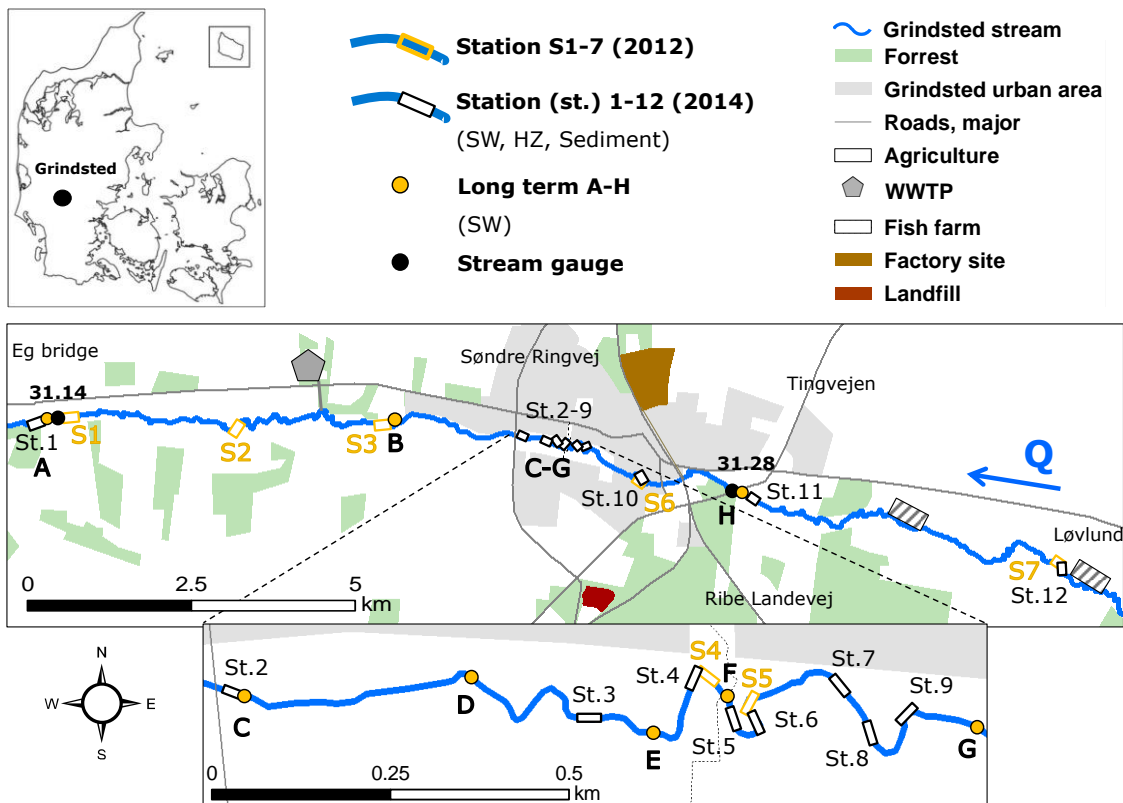 Grindsted
Station S1-7 (2012)
Station (st.) 1-12 (2014)
(SW, HZ, Sediment)
Long term A-H
(SW)
Stream gauge
Grindsted stream
Forrest
Grindsted urban area
Roads, major
Agriculture
WWTP
Fish farm
Factory site
Landfill
Eg bridge
Søndre Ringvej
Tingvejen
31.14
St.2-9
St.1
S1
S2
S3
B
A
C-G
31.28
Q
St.10
S6
H
St.11
Løvlund
S7
St.12
Ribe Landevej
0
2.5
5
km
N
W
E
S
St.2
C
D
St.3
E
St.4
S4
F
S5
St.5
St.6
St.7
St.8
St.9
G
0
0.25
0.5
km